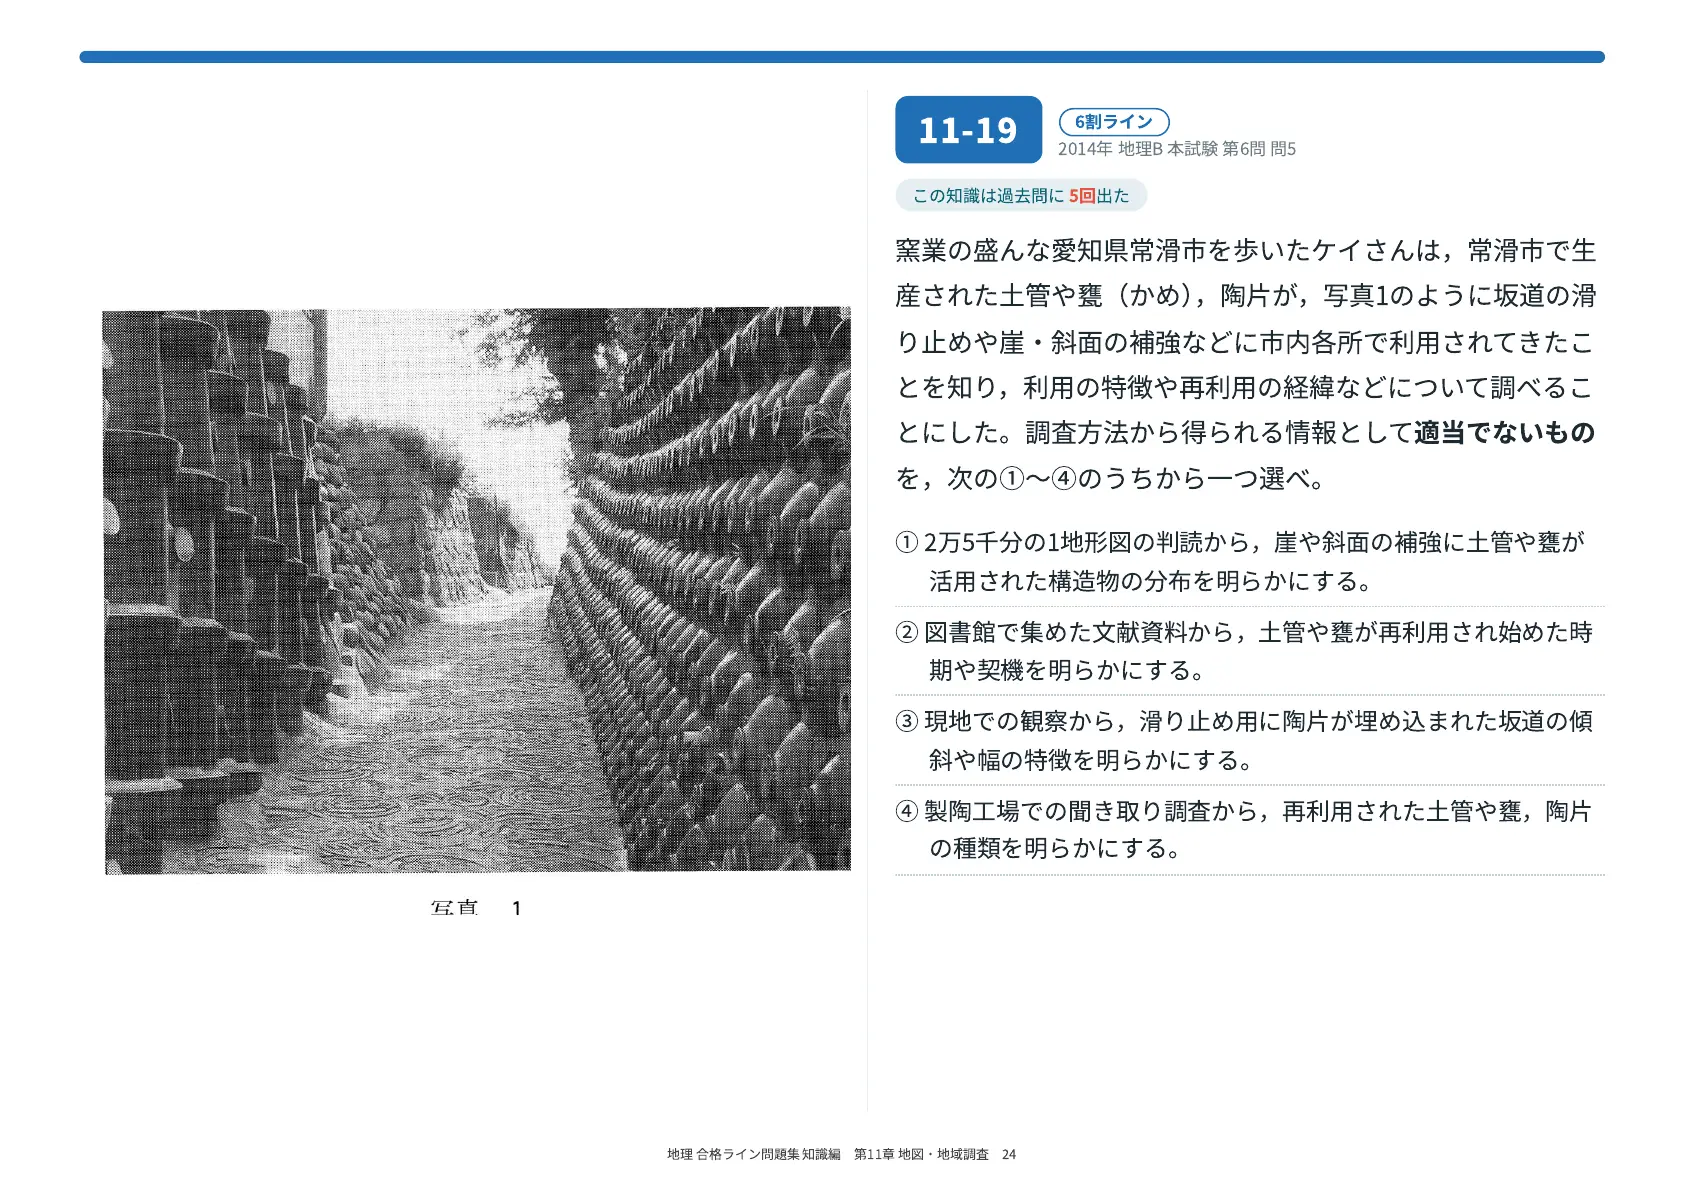 11-19
6割ライン
2014年 地理B 本試験 第6問 問5
この知識は過去問に 5回出た
窯業の盛んな愛知県常滑市を歩いたケイさんは，常滑市で生
産された土管や甕（かめ），陶片が，写真1のように坂道の滑
り止めや崖・斜面の補強などに市内各所で利用されてきたこ
とを知り，利用の特徴や再利用の経緯などについて調べるこ
とにした。調査方法から得られる情報として適当でないもの
を，次の①～④のうちから一つ選べ。
① 2万5千分の1地形図の判読から，崖や斜面の補強に土管や甕が
活用された構造物の分布を明らかにする。
② 図書館で集めた文献資料から，土管や甕が再利用され始めた時
期や契機を明らかにする。
③ 現地での観察から，滑り止め用に陶片が埋め込まれた坂道の傾
斜や幅の特徴を明らかにする。
④ 製陶工場での聞き取り調査から，再利用された土管や甕，陶片
の種類を明らかにする。
写真 1
地理 合格ライン問題集 知識編 第11章 地図・地域調査 24